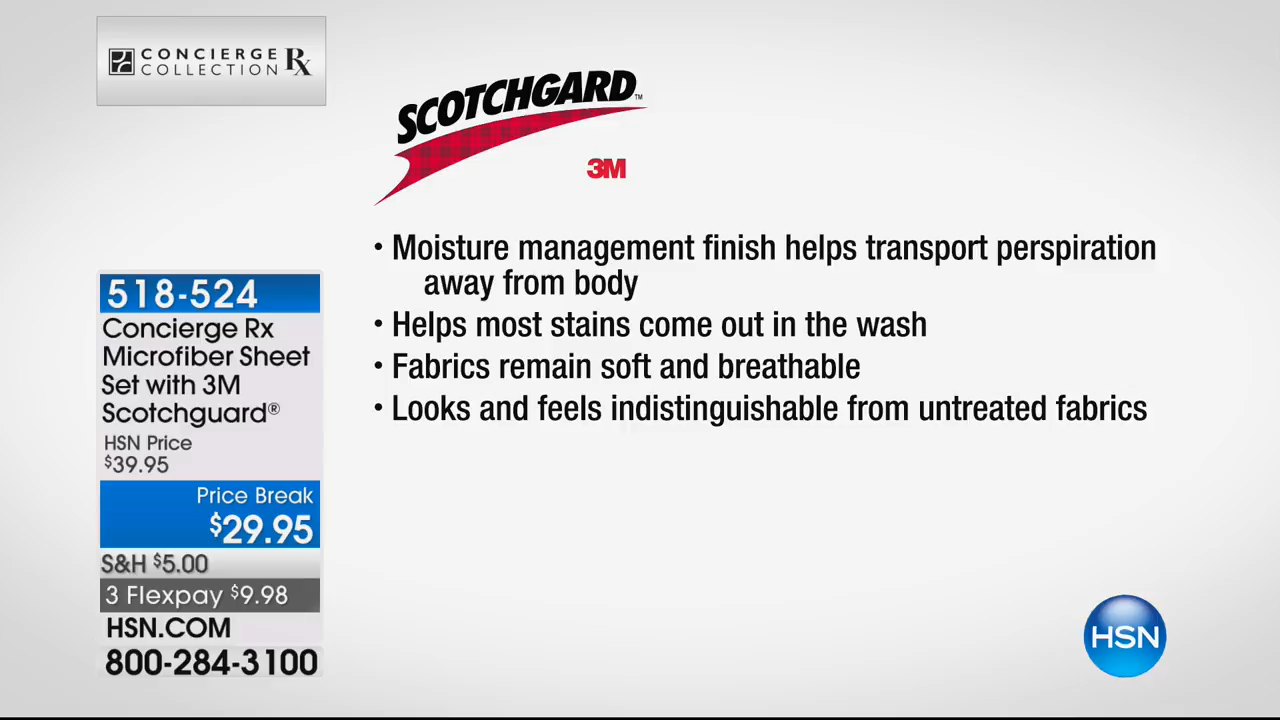 CONCIERGE
COLLECTION Rx
SCOTCHGARD™
3M
• Moisture management finish helps transport perspiration
away from body
• Helps most stains come out in the wash
• Fabrics remain soft and breathable
• Looks and feels indistinguishable from untreated fabrics
518-524
Concierge Rx
Microfiber Sheet
Set with 3M
Scotchguard®
HSN Price
$39.95
Price Break
$29.95
S&H $5.00
3 Flexpay $9.98
HSN.COM
800-284-3100
HSN